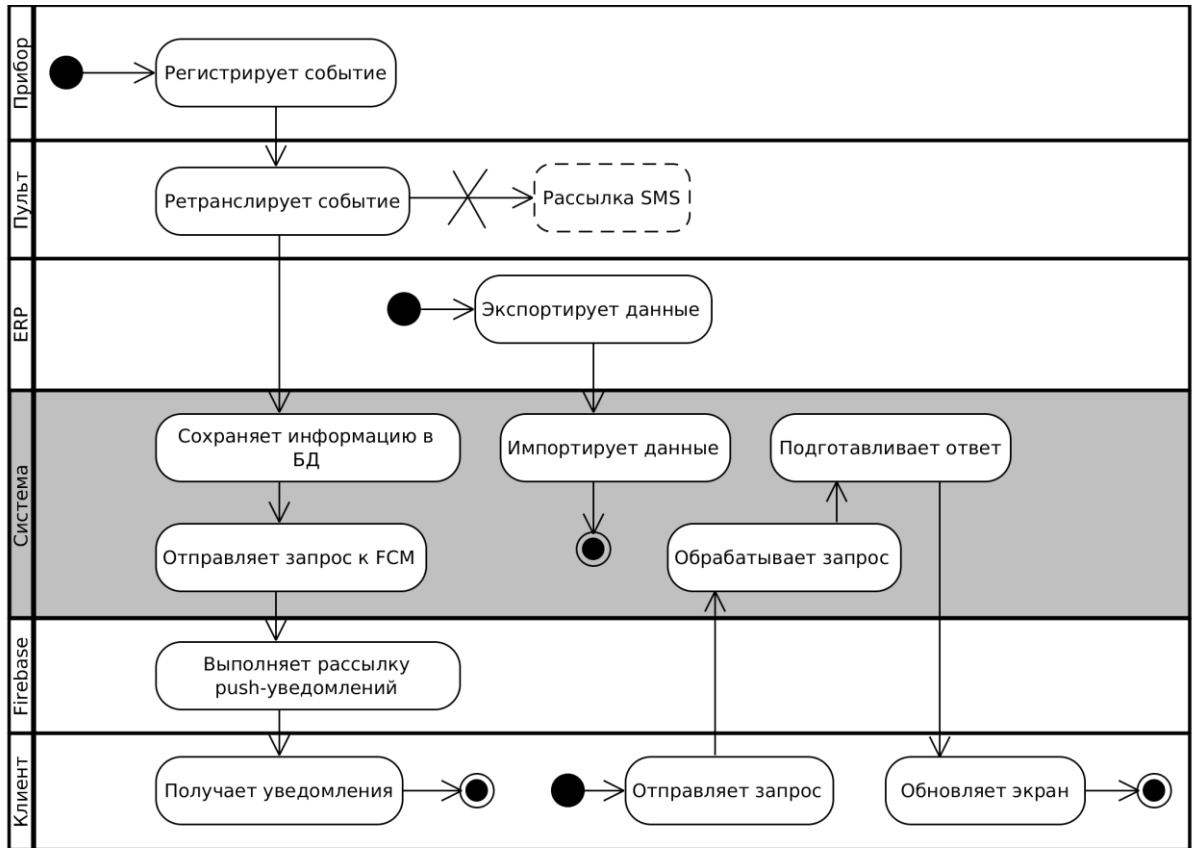 Прибор
Регистрирует событие
Пульт
Ретранслирует событие
Рассылка SMS
ERP
Экспортирует данные
Система
Сохраняет информацию в
БД
Импортирует данные
Подготавливает ответ
Отправляет запрос к FCM
Обрабатывает запрос
Firebase
Выполняет рассылку
push-уведомлений
Клиент
Получает уведомления
Отправляет запрос
Обновляет экран